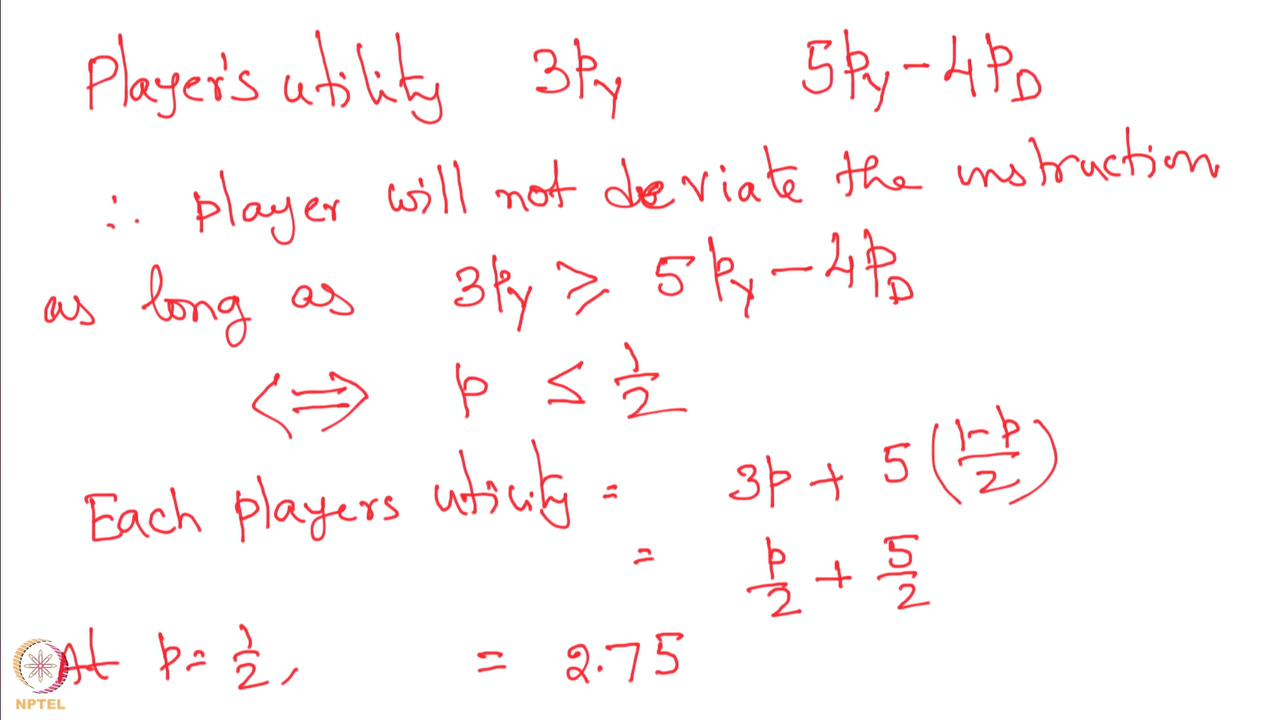 Player's utility 3p_Y 5p_Y - 4p_D
∴ player will not deviate the instruction
as long as 3p_Y ≥ 5p_Y - 4p_D
⟺ p ≤ 1/2
Each players utility = 3p + 5((1-p)/2)
= p/2 + 5/2
At p = 1/2, = 2.75
NPTEL